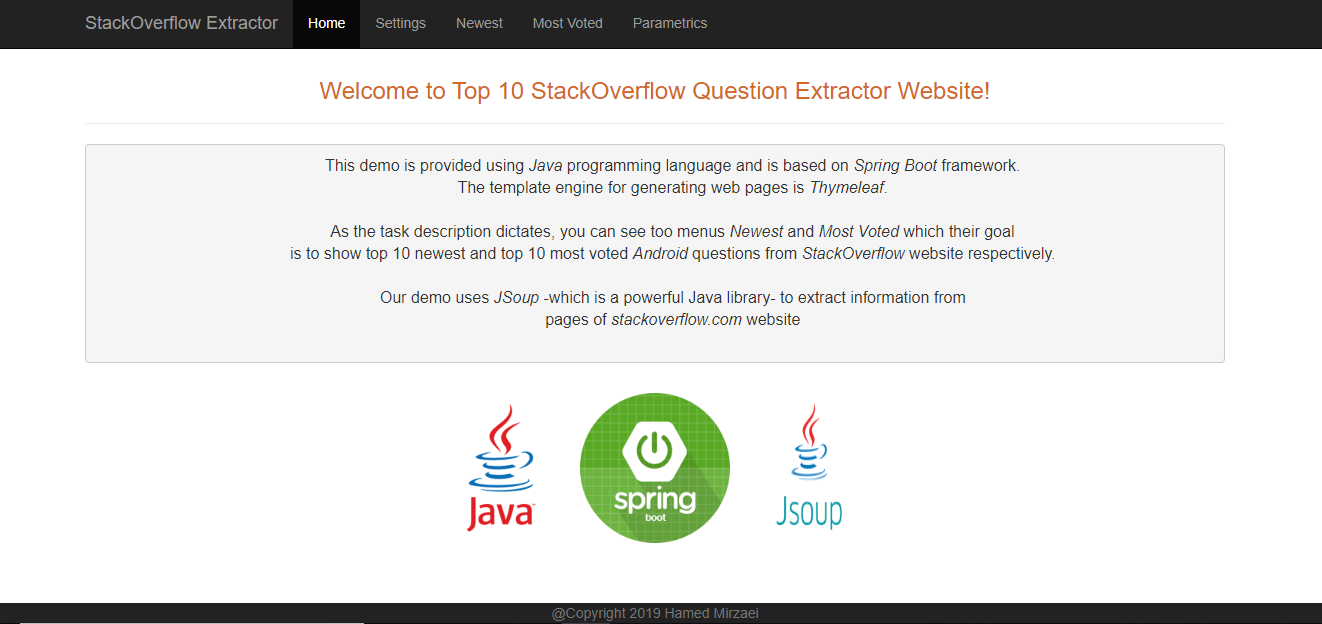 StackOverflow Extractor Home Settings Newest Most Voted Parametrics
Welcome to Top 10 StackOverflow Question Extractor Website!
This demo is provided using Java programming language and is based on Spring Boot framework.
The template engine for generating web pages is Thymeleaf.
As the task description dictates, you can see too menus Newest and Most Voted which their goal
is to show top 10 newest and top 10 most voted Android questions from StackOverflow website respectively.
Our demo uses JSoup -which is a powerful Java library- to extract information from
pages of stackoverflow.com website
Java
spring
boot
Jsoup
@Copyright 2019 Hamed Mirzaei